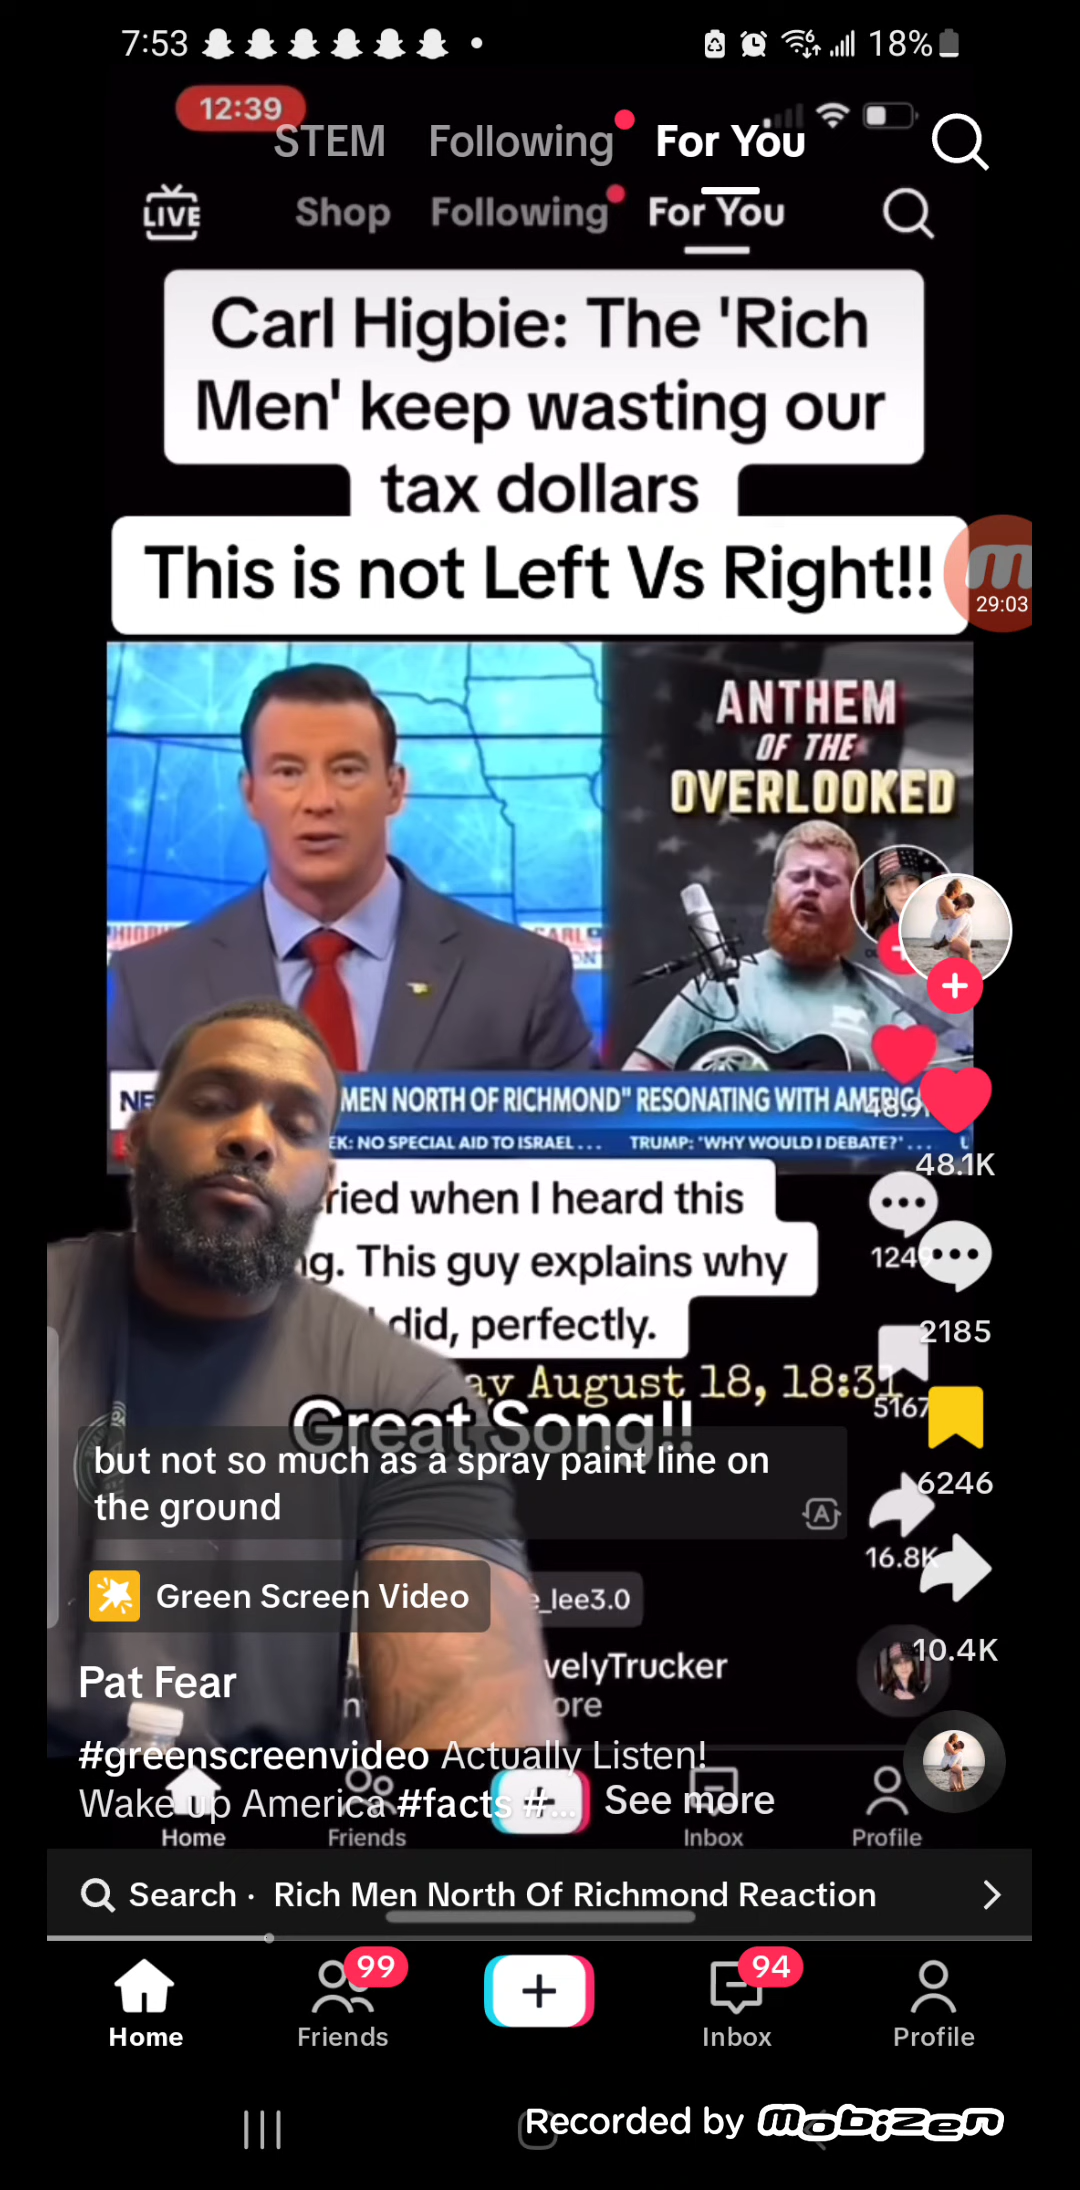 7:53
18%
12:39
STEM Following For You
LIVE Shop Following For You
Carl Higbie: The 'Rich
Men' keep wasting our
tax dollars
This is not Left Vs Right!!
29:03
ANTHEM
OF THE
OVERLOOKED
MEN NORTH OF RICHMOND" RESONATING WITH AMERICA
EK: NO SPECIAL AID TO ISRAEL... TRUMP: "WHY WOULD I DEBATE?"...
48.1K
ried when I heard this
g. This guy explains why
did, perfectly.
1249
2185
ay August 18, 18:31
5167
Great Song!!
but not so much as a spray paint line on
the ground
6246
16.8K
Green Screen Video
e_lee3.0
10.4K
Pat Fear
velyTrucker
ore
#greenscreenvideo Actually Listen!
Wake up America #facts #... See more
Home Friends Inbox Profile
Search · Rich Men North Of Richmond Reaction
99
94
Home Friends Inbox Profile
Recorded by mobizen